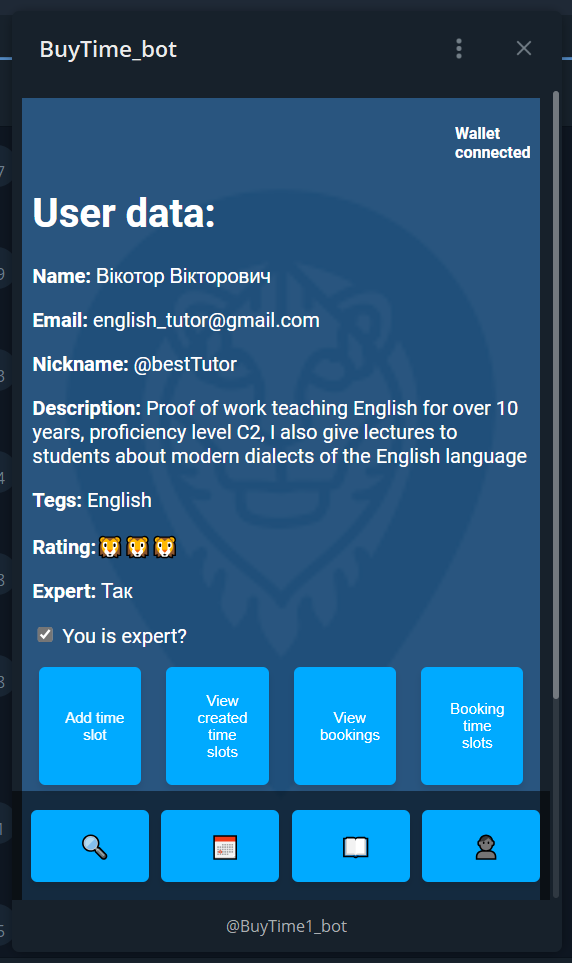 BuyTime_bot
Wallet
connected
User data:
Name: Вікотор Вікторович
Email: english_tutor@gmail.com
Nickname: @bestTutor
Description: Proof of work teaching English for over 10
years, proficiency level C2, I also give lectures to
students about modern dialects of the English language
Tegs: English
Rating:
Expert: Так
You is expert?
Add time
slot
View
created
time
slots
View
bookings
Booking
time
slots
@BuyTime1_bot